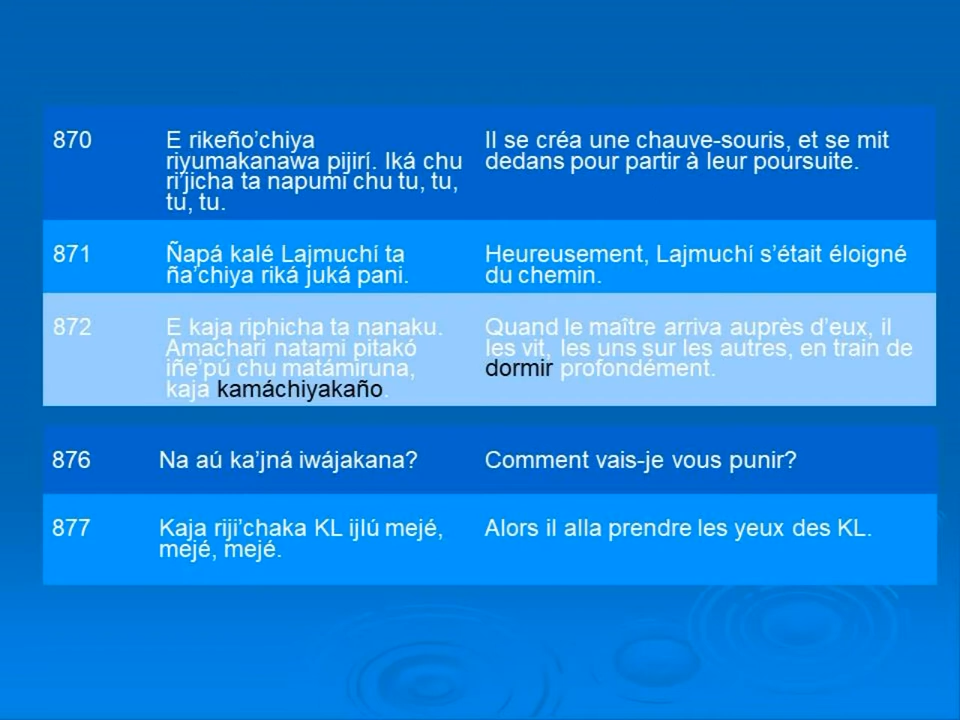 870 E rikeño’chiya Il se créa une chauve-souris, et se mit
riyumakanawa pijirí. Iká chu dedans pour partir à leur poursuite.
ri’jicha ta napumi chu tu, tu,
tu, tu.
871 Ñapá kalé Lajmuchí ta Heureusement, Lajmuchí s’était éloigné
ña’chiya riká juká pani. du chemin.
872 E kaja riphicha ta nanaku. Quand le maître arriva auprès d’eux, il
Amachari natami pitakó les vit, les uns sur les autres, en train de
iñe’pú chu matámiruna, dormir profondément.
kaja kamáchiyakaño.
876 Na aú ka’jná iwájakana? Comment vais-je vous punir?
877 Kaja riji’chaka KL ijlú mejé, Alors il alla prendre les yeux des KL.
mejé, mejé.